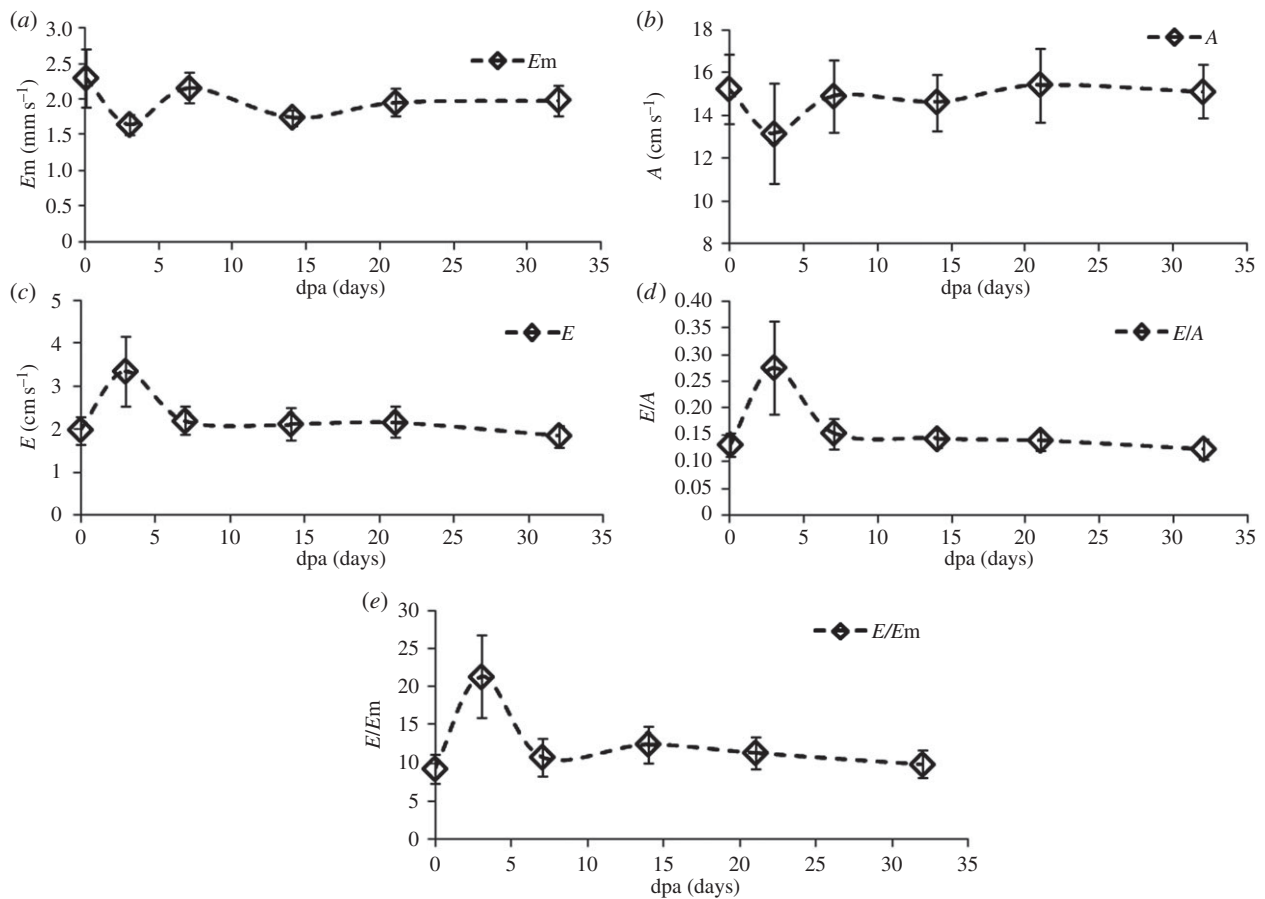 (a)
3.0
2.5
2.0
1.5
1.0
0.5
0
Em (mm s⁻¹)
Em
0 5 10 15 20 25 30 35
dpa (days)
(b)
18
16
14
12
10
8
A (cm s⁻¹)
A
0 5 10 15 20 25 30 35
dpa (days)
(c)
5
4
3
2
1
0
E (cm s⁻¹)
E
0 5 10 15 20 25 30 35
dpa (days)
(d)
0.40
0.35
0.30
0.25
0.20
0.15
0.10
0.05
0
E/A
E/A
0 5 10 15 20 25 30 35
dpa (days)
(e)
30
25
20
15
10
5
0
E/Em
E/Em
0 5 10 15 20 25 30 35
dpa (days)